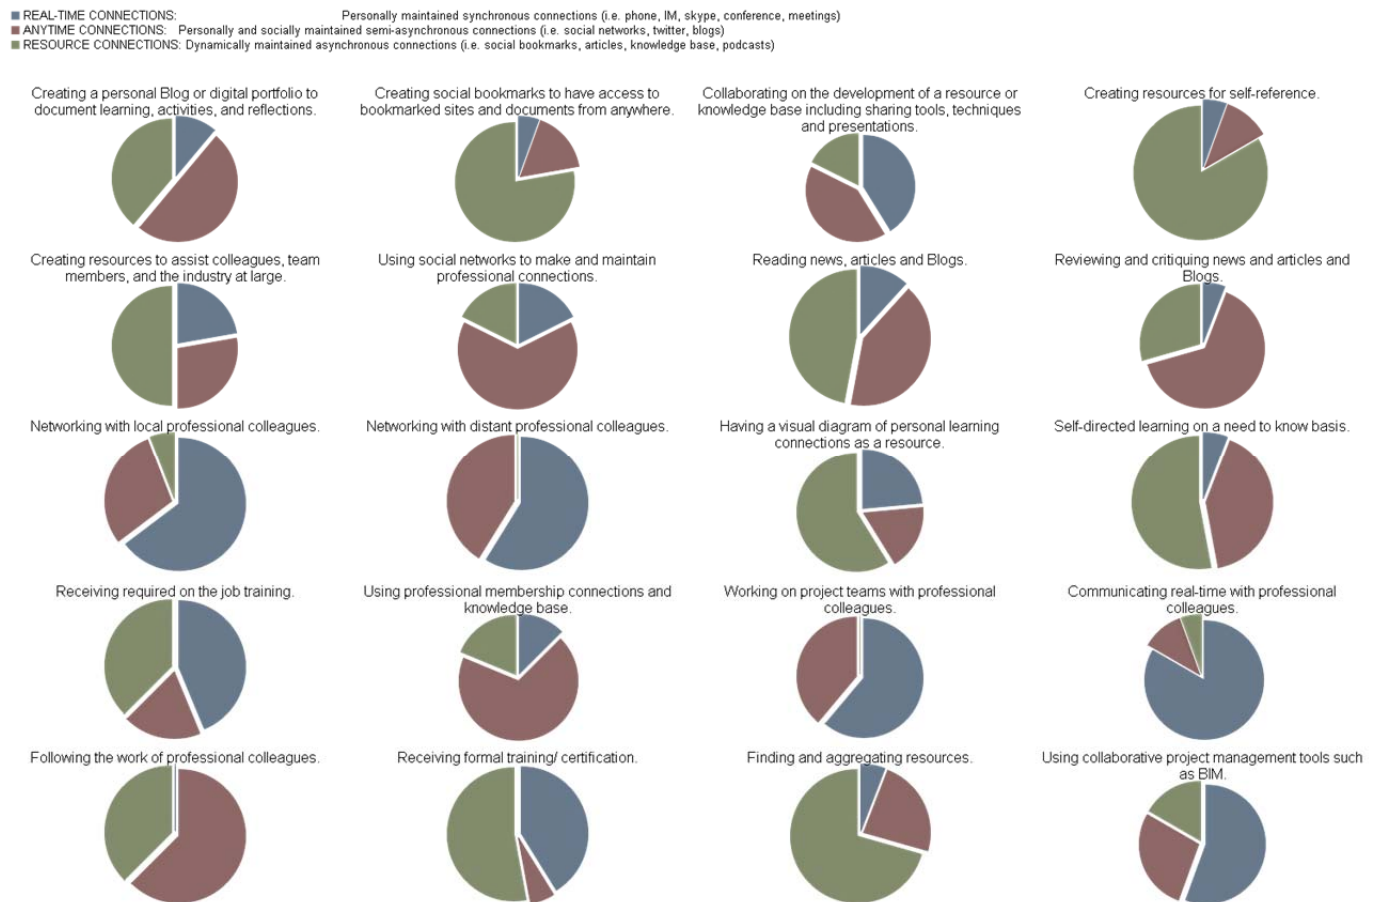 REAL-TIME CONNECTIONS: Personally maintained synchronous connections (i.e. phone, IM, skype, conference, meetings)
ANYTIME CONNECTIONS: Personally and socially maintained semi-asynchronous connections (i.e. social networks, twitter, blogs)
RESOURCE CONNECTIONS: Dynamically maintained asynchronous connections (i.e. social bookmarks, articles, knowledge base, podcasts)
Creating a personal Blog or digital portfolio to
document learning, activities, and reflections.
Creating social bookmarks to have access to
bookmarked sites and documents from anywhere.
Collaborating on the development of a resource or
knowledge base including sharing tools, techniques
and presentations.
Creating resources for self-reference.
Creating resources to assist colleagues, team
members, and the industry at large.
Using social networks to make and maintain
professional connections.
Reading news, articles and Blogs.
Reviewing and critiquing news and articles and
Blogs.
Networking with local professional colleagues.
Networking with distant professional colleagues.
Having a visual diagram of personal learning
connections as a resource.
Self-directed learning on a need to know basis.
Receiving required on the job training.
Using professional membership connections and
knowledge base.
Working on project teams with professional
colleagues.
Communicating real-time with professional
colleagues.
Following the work of professional colleagues.
Receiving formal training/ certification.
Finding and aggregating resources.
Using collaborative project management tools such
as BIM.